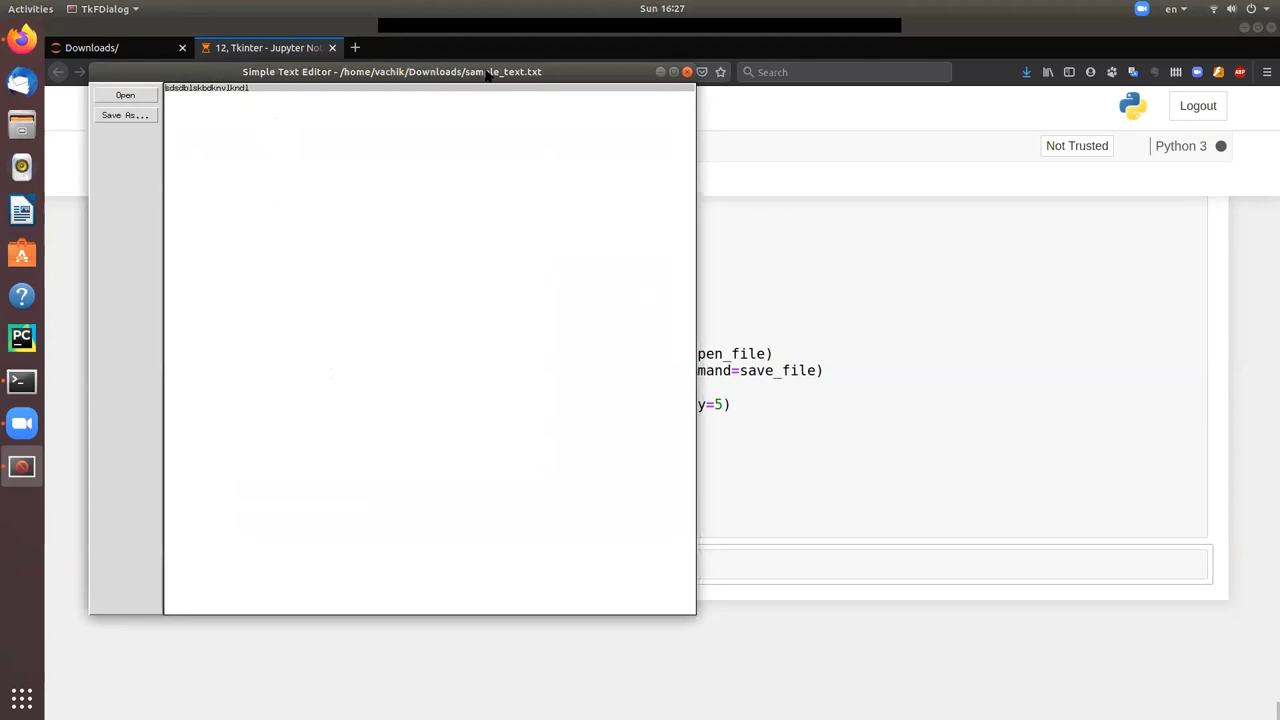 Activities
TkFDialog
Sun 16:27
en
Downloads/
12, Tkinter - Jupyter No
Simple Text Editor - /home/vachik/Downloads/sample_text.txt
Search
Open
sdsdblskbdknvlkndl
Save As...
Logout
Not Trusted
Python 3
pen_file)
mand=save_file)
y=5)